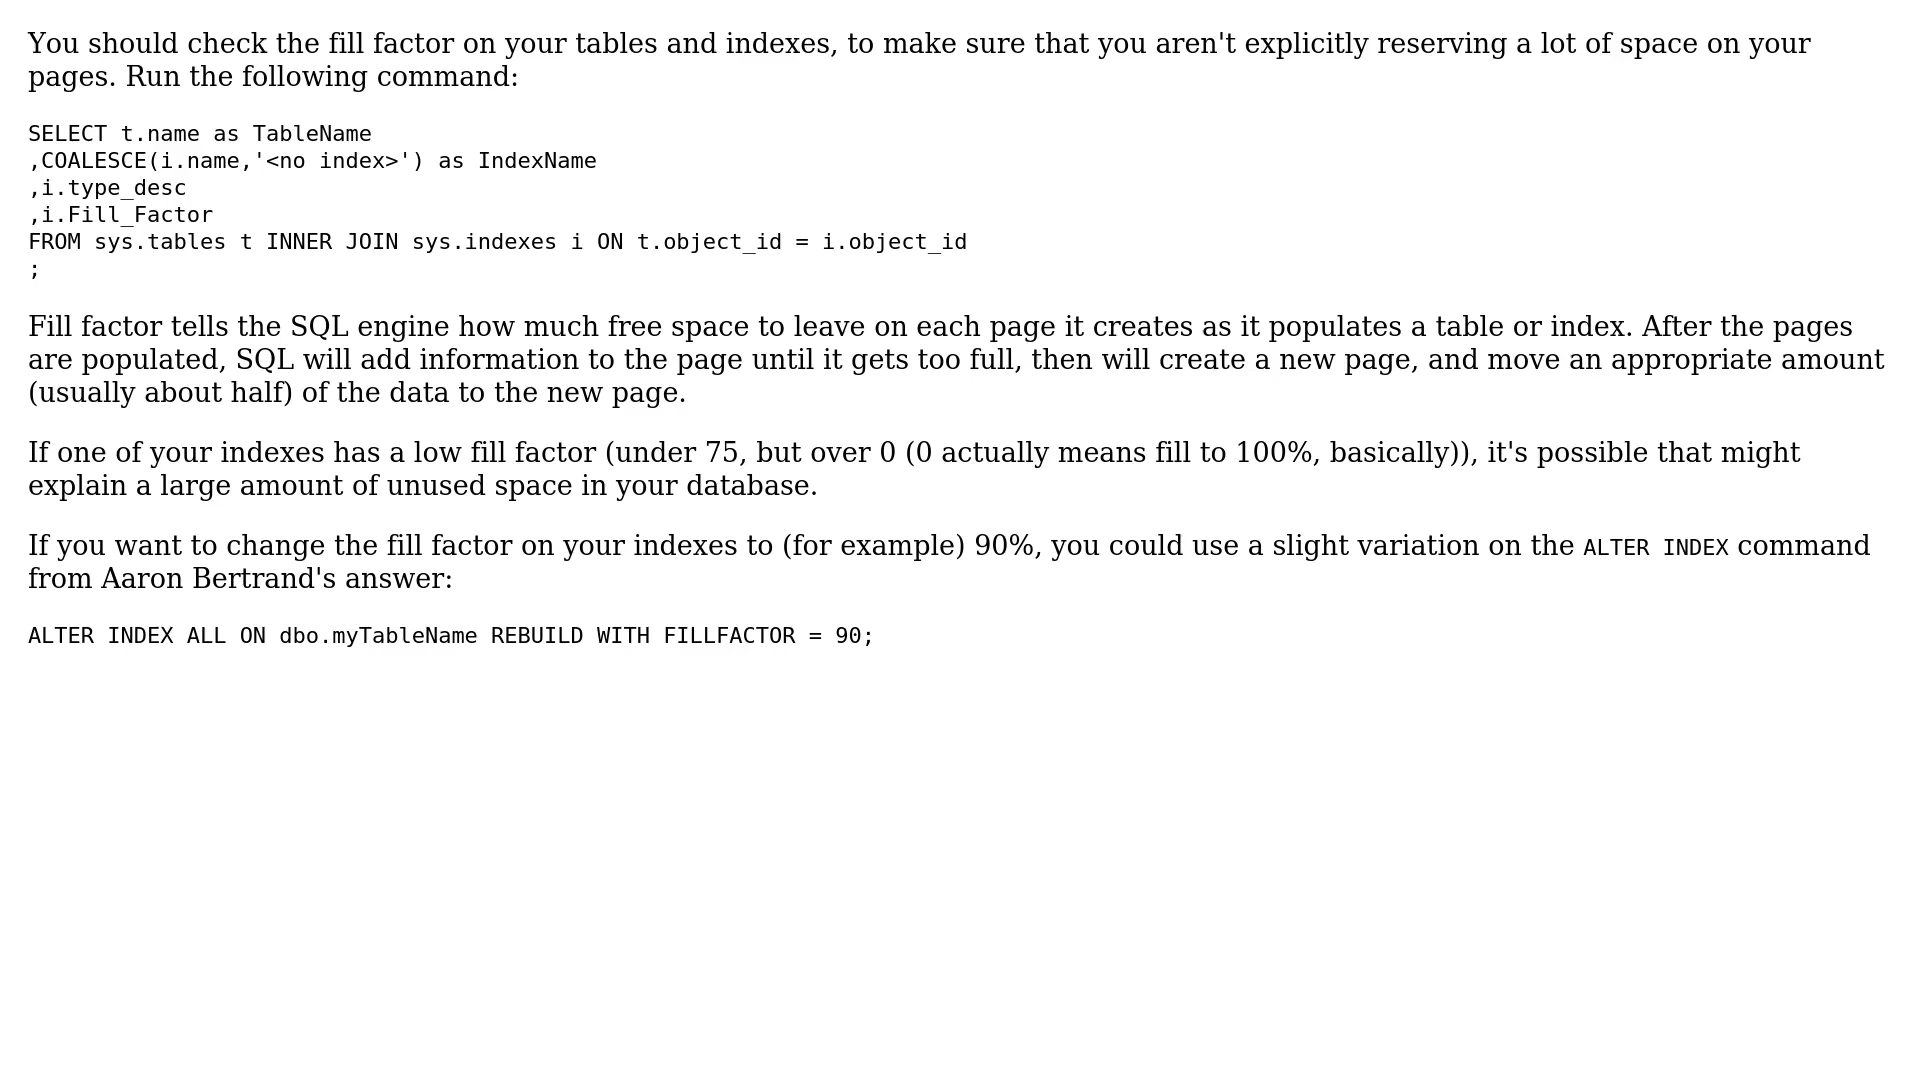 You should check the fill factor on your tables and indexes, to make sure that you aren't explicitly reserving a lot of space on your
pages. Run the following command:
SELECT t.name as TableName
,COALESCE(i.name,'<no index>') as IndexName
,i.type_desc
,i.Fill_Factor
FROM sys.tables t INNER JOIN sys.indexes i ON t.object_id = i.object_id
;
Fill factor tells the SQL engine how much free space to leave on each page it creates as it populates a table or index. After the pages
are populated, SQL will add information to the page until it gets too full, then will create a new page, and move an appropriate amount
(usually about half) of the data to the new page.
If one of your indexes has a low fill factor (under 75, but over 0 (0 actually means fill to 100%, basically)), it's possible that might
explain a large amount of unused space in your database.
If you want to change the fill factor on your indexes to (for example) 90%, you could use a slight variation on the ALTER INDEX command
from Aaron Bertrand's answer:
ALTER INDEX ALL ON dbo.myTableName REBUILD WITH FILLFACTOR = 90;